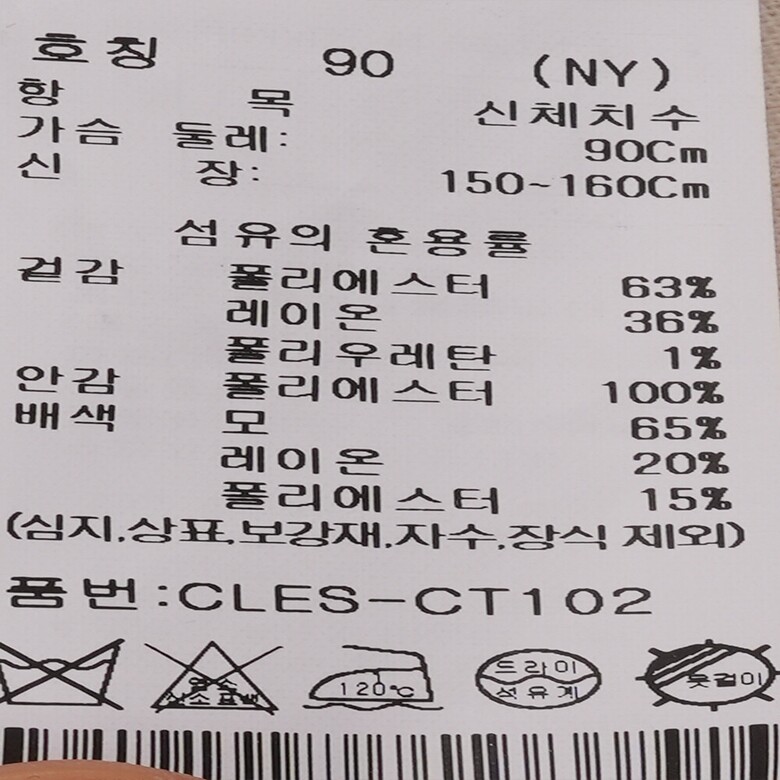 호칭 90 (NY)
항 목 신체치수
가슴 둘레: 90Cm
신 장: 150~160Cm
섬유의 혼용률
겉감 폴리에스터 63%
레이온 36%
폴리우레탄 1%
안감 폴리에스터 100%
배색 모 65%
레이온 20%
폴리에스터 15%
(심지,상표,보강재,자수,장식 제외)
품번:CLES-CT102
염소
산소표백 120℃ 드라이
석유계 옷걸이